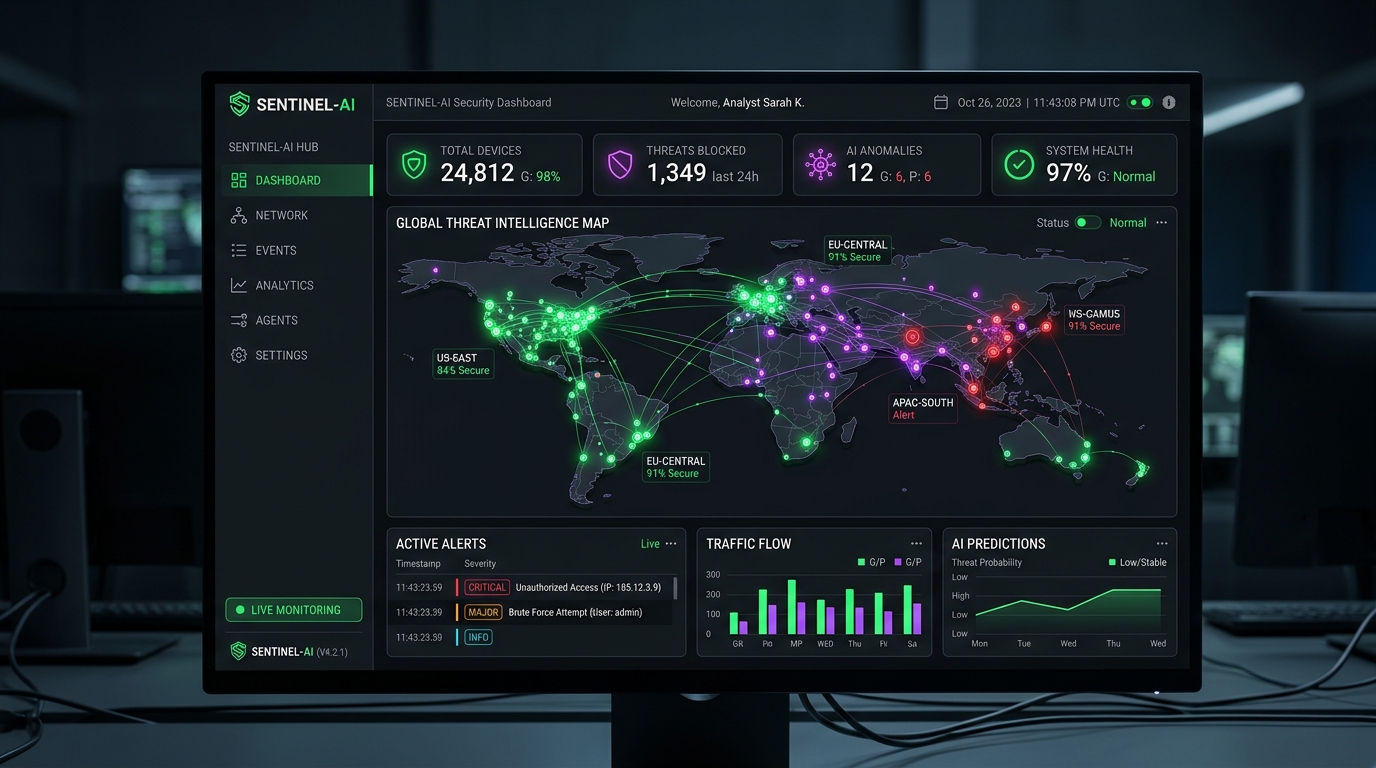 SENTINEL-AI
SENTINEL-AI Security Dashboard
Welcome, Analyst Sarah K.
Oct 26, 2023 | 11:43:08 PM UTC
SENTINEL-AI HUB
DASHBOARD
NETWORK
EVENTS
ANALYTICS
AGENTS
SETTINGS
LIVE MONITORING
SENTINEL-AI (V4.2.1)
TOTAL DEVICES
24,812 G: 98%
THREATS BLOCKED
1,349 last 24h
AI ANOMALIES
12 G: 6, P: 6
SYSTEM HEALTH
97% G: Normal
GLOBAL THREAT INTELLIGENCE MAP
Status Normal
EU-CENTRAL
91% Secure
WS-GAMUS
91% Secure
US-EAST
84% Secure
APAC-SOUTH
Alert
EU-CENTRAL
91% Secure
ACTIVE ALERTS
Live
Timestamp Severity
11:43:23.59 CRITICAL Unauthorized Access (IP: 185.12.3.9)
11:43:23.39 MAJOR Brute Force Attempt (user: admin)
11:43.23.59 INFO
TRAFFIC FLOW
G/P G/P
300
200
100
0
GR
MP
WED
Thu
Sa
AI PREDICTIONS
Threat Probability
Low/Stable
Low
High
Low
Low
Mon Tue Wed Thu Wed